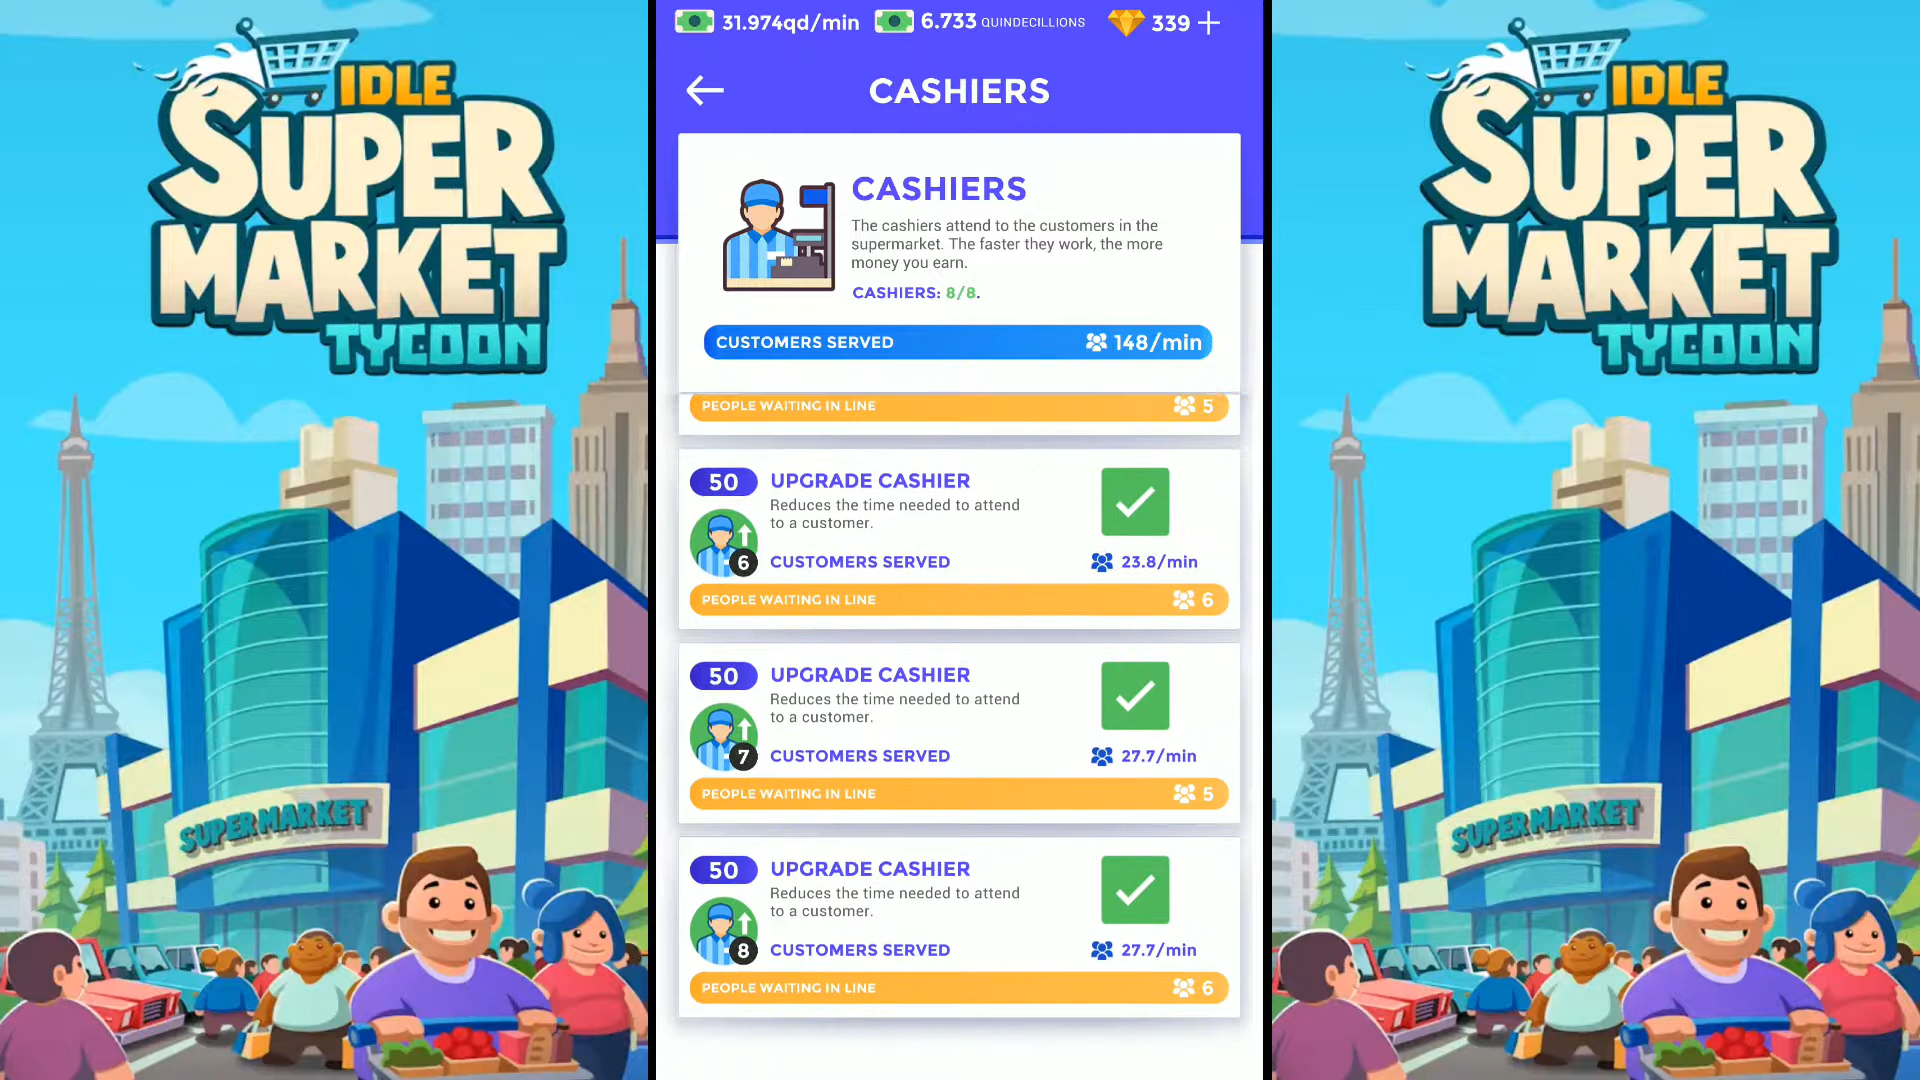 IDLE
SUPER
MARKET
TYCOON
SUPERMARKET
31.974qd/min 6.733 QUINDECILLIONS 339 +
CASHIERS
CASHIERS
The cashiers attend to the customers in the
supermarket. The faster they work, the more
money you earn.
CASHIERS: 8/8.
CUSTOMERS SERVED 148/min
PEOPLE WAITING IN LINE 5
50 UPGRADE CASHIER
Reduces the time needed to attend
to a customer.
6 CUSTOMERS SERVED 23.8/min
PEOPLE WAITING IN LINE 6
50 UPGRADE CASHIER
Reduces the time needed to attend
to a customer.
7 CUSTOMERS SERVED 27.7/min
PEOPLE WAITING IN LINE 5
50 UPGRADE CASHIER
Reduces the time needed to attend
to a customer.
8 CUSTOMERS SERVED 27.7/min
PEOPLE WAITING IN LINE 6
IDLE
SUPER
MARKET
TYCOON
SUPERMARKET